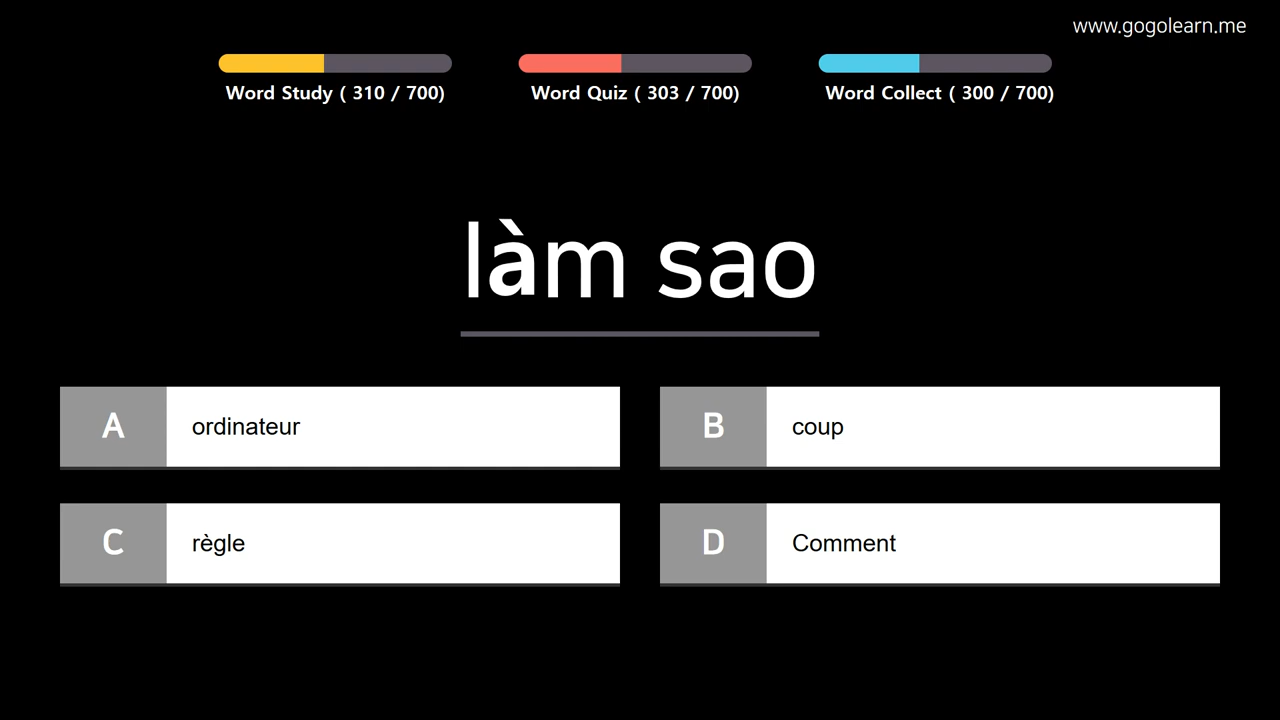 www.gogolearn.me
Word Study ( 310 / 700)
Word Quiz ( 303 / 700)
Word Collect ( 300 / 700)
làm sao
A ordinateur
B coup
C règle
D Comment